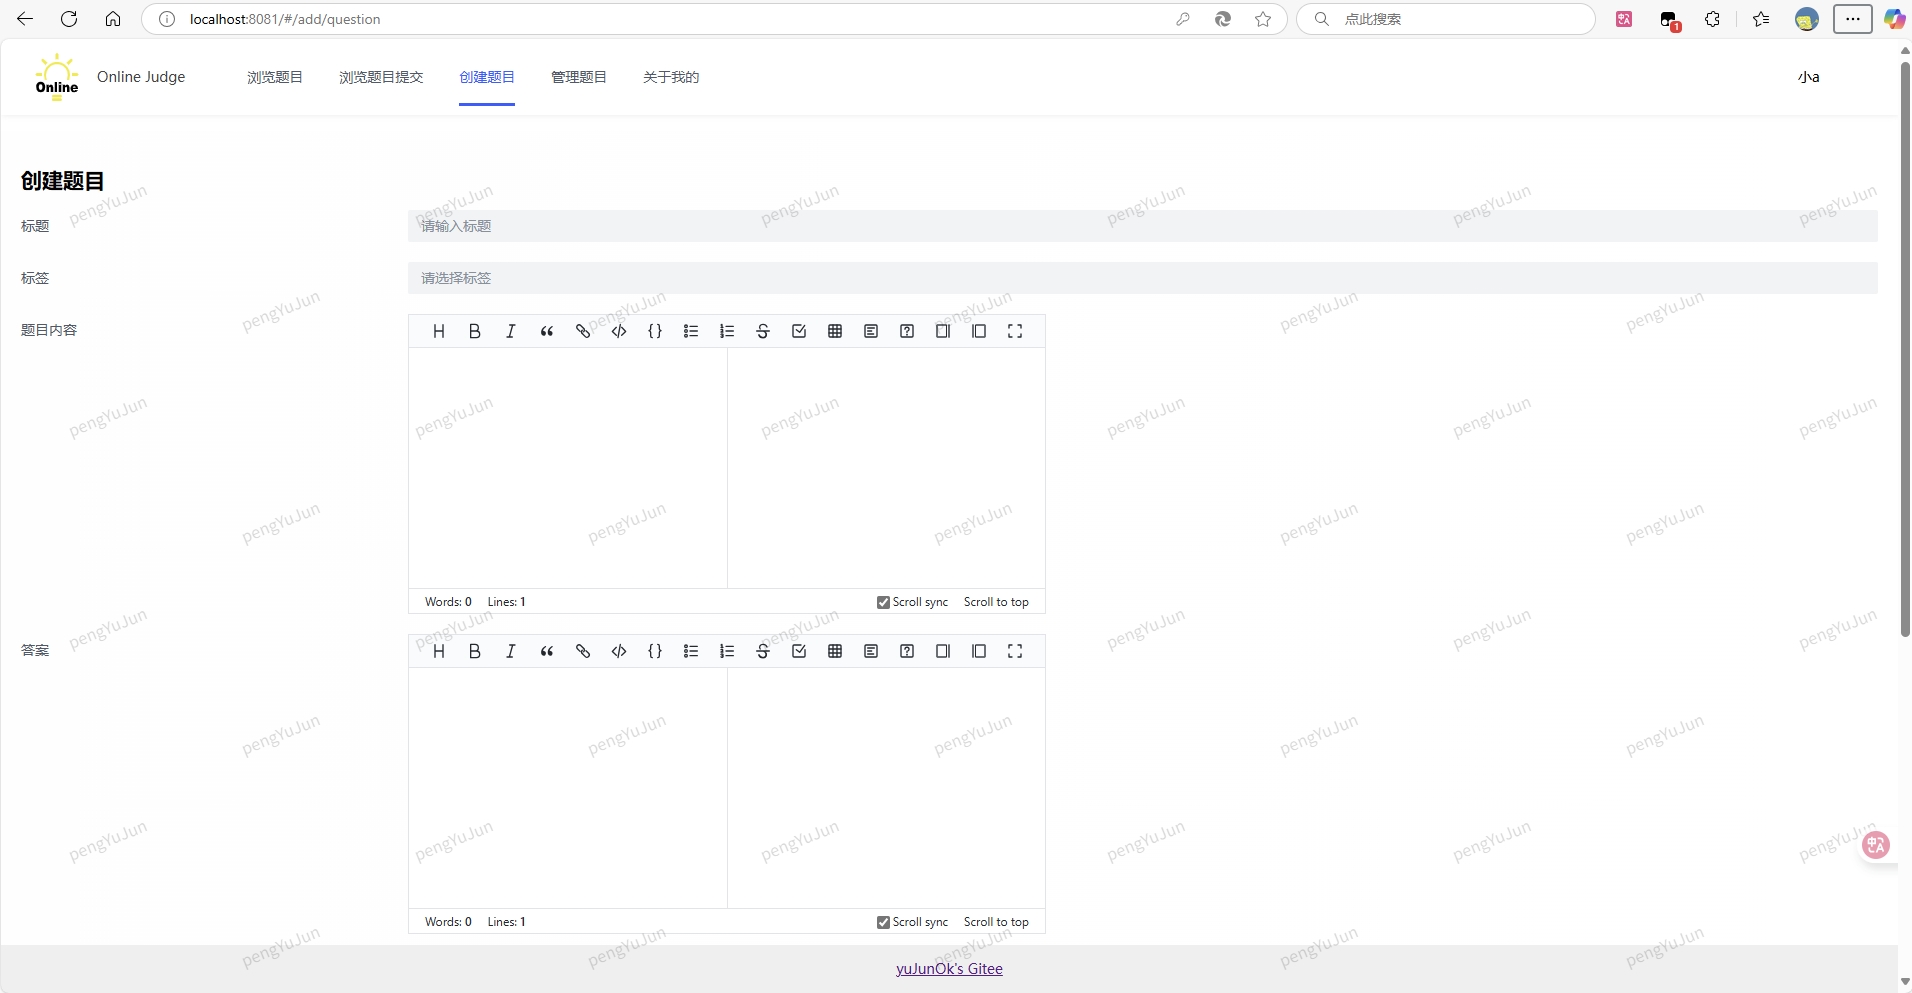 localhost:8081/#/add/question
点此搜索
1
Online
Online Judge
浏览题目
浏览题目提交
创建题目
管理题目
关于我的
小a
创建题目
标题
请输入标题
标签
请选择标签
题目内容
Words: 0 Lines: 1 Scroll sync Scroll to top
答案
Words: 0 Lines: 1 Scroll sync Scroll to top
yuJunOk's Gitee
pengYuJun